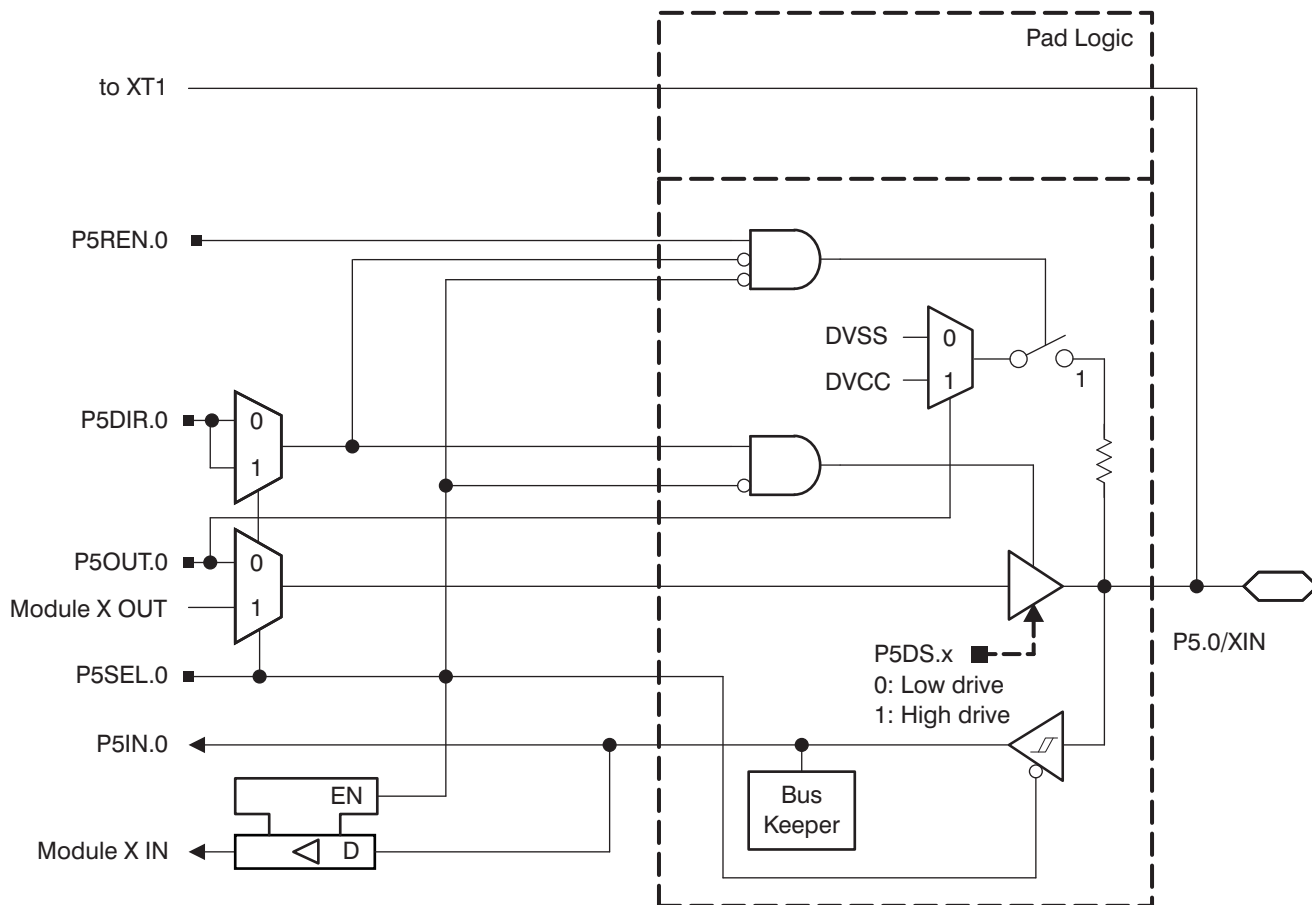 Pad Logic
to XT1
P5REN.0
DVSS
0
DVCC
1
1
P5DIR.0
0
1
P5OUT.0
0
Module X OUT
1
P5SEL.0
P5DS.x
0: Low drive
1: High drive
P5.0/XIN
P5IN.0
EN
Bus
Keeper
Module X IN
D